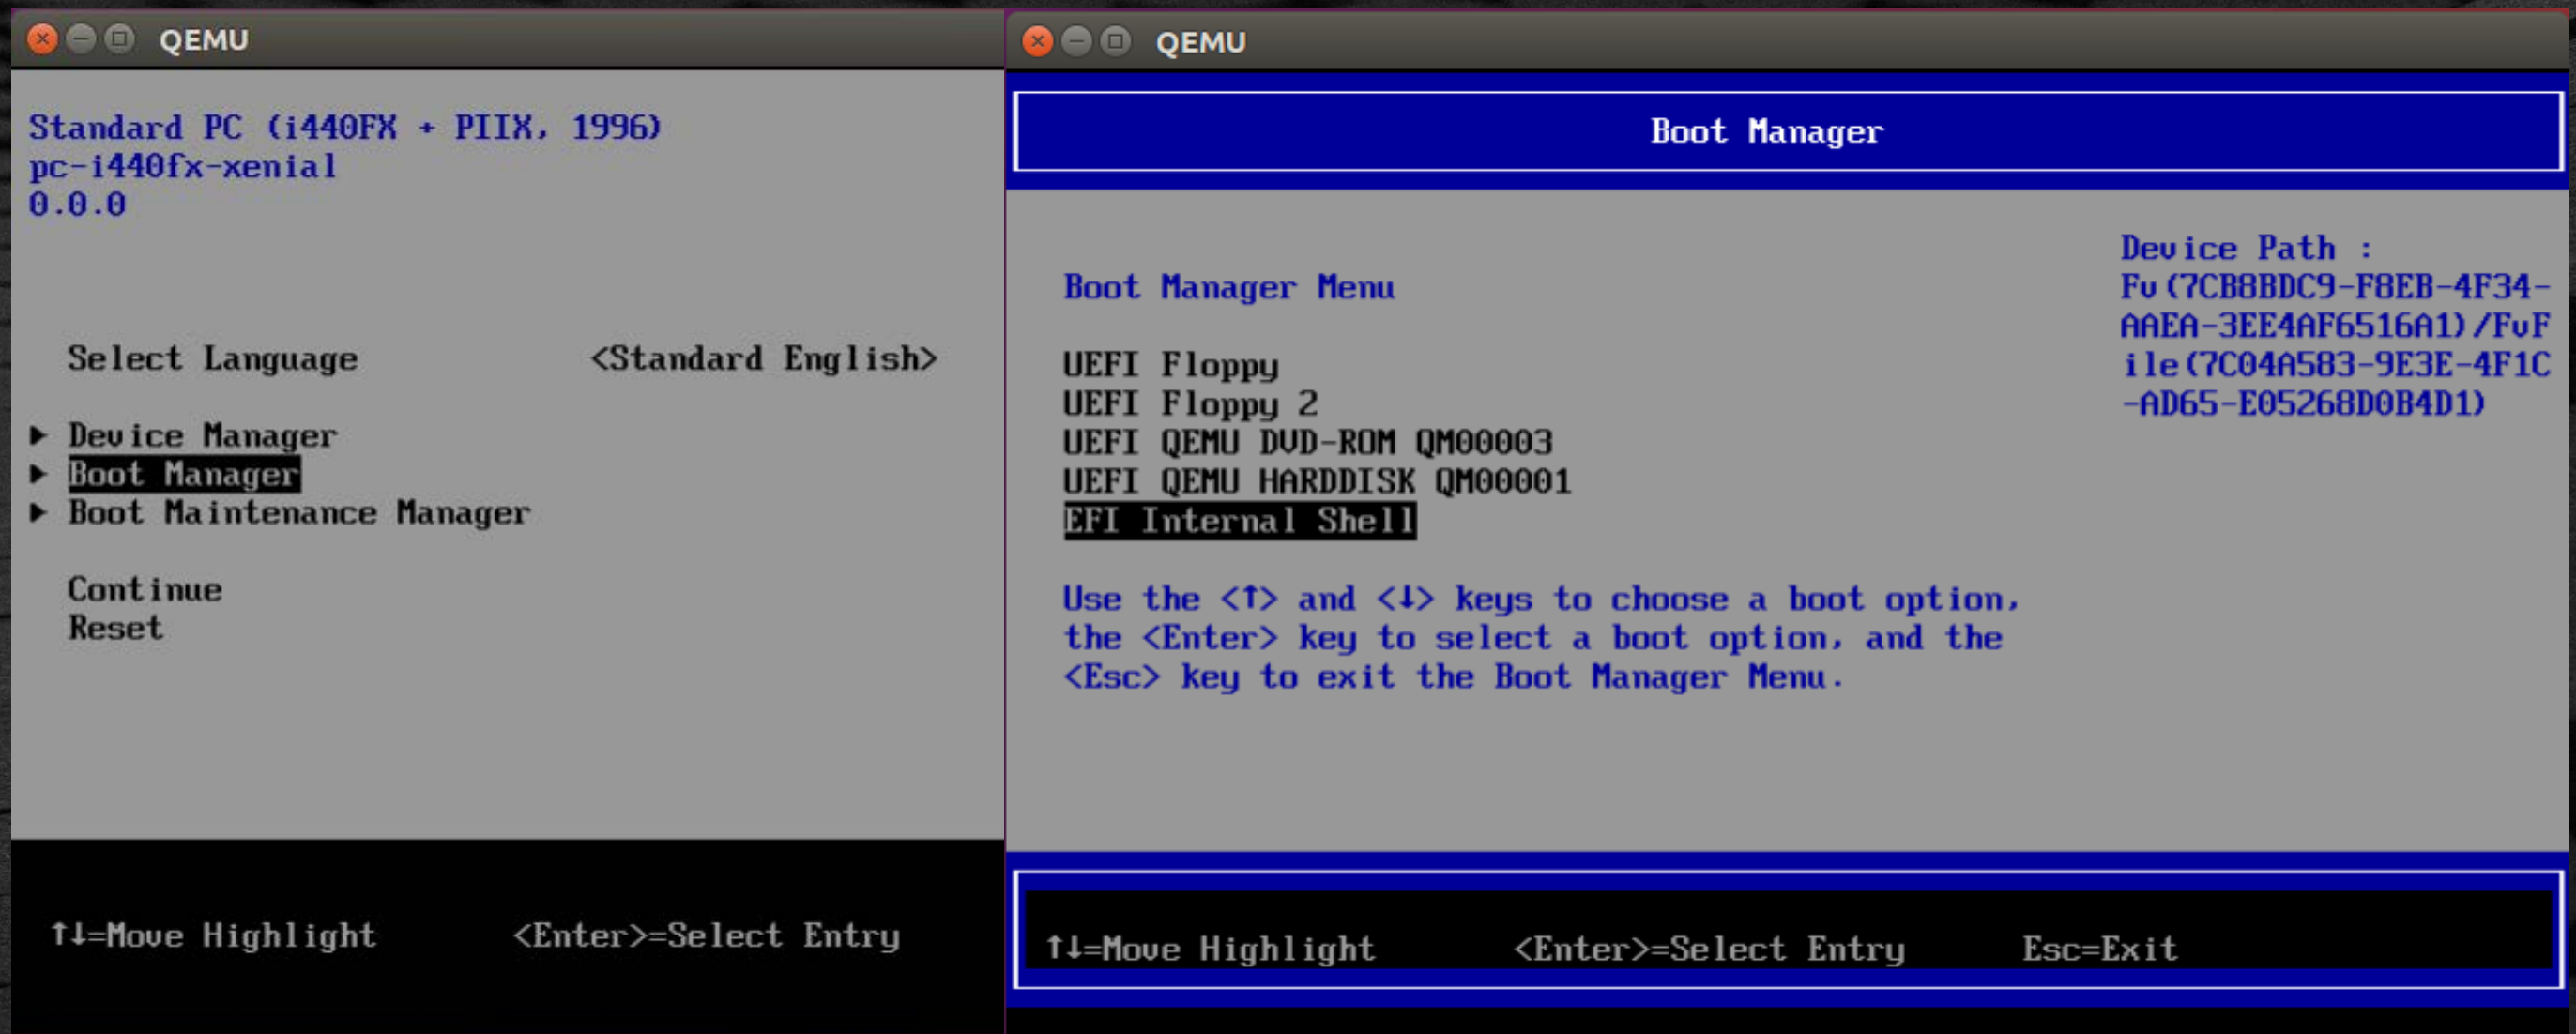 QEMU
Standard PC (i440FX + PIIX, 1996)
pc-i440fx-xenial
0.0.0
Select Language <Standard English>
▶ Device Manager
▶ Boot Manager
▶ Boot Maintenance Manager
Continue
Reset
↑↓=Move Highlight <Enter>=Select Entry
QEMU
Boot Manager
Boot Manager Menu
UEFI Floppy
UEFI Floppy 2
UEFI QEMU DVD-ROM QM00003
UEFI QEMU HARDDISK QM00001
EFI Internal Shell
Use the <↑> and <↓> keys to choose a boot option,
the <Enter> key to select a boot option, and the
<Esc> key to exit the Boot Manager Menu.
Device Path :
Fv(7CB8BDC9-F8EB-4F34-
AAEA-3EE4AF6516A1)/FvF
ile(7C04A583-9E3E-4F1C
-AD65-E05268D0B4D1)
↑↓=Move Highlight <Enter>=Select Entry Esc=Exit